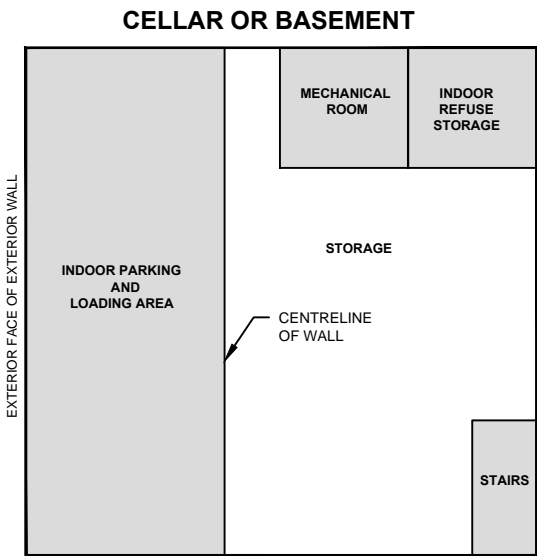 CELLAR OR BASEMENT
MECHANICAL
ROOM
INDOOR
REFUSE
STORAGE
EXTERIOR FACE OF EXTERIOR WALL
STORAGE
INDOOR PARKING
AND
LOADING AREA
CENTRELINE
OF WALL
STAIRS